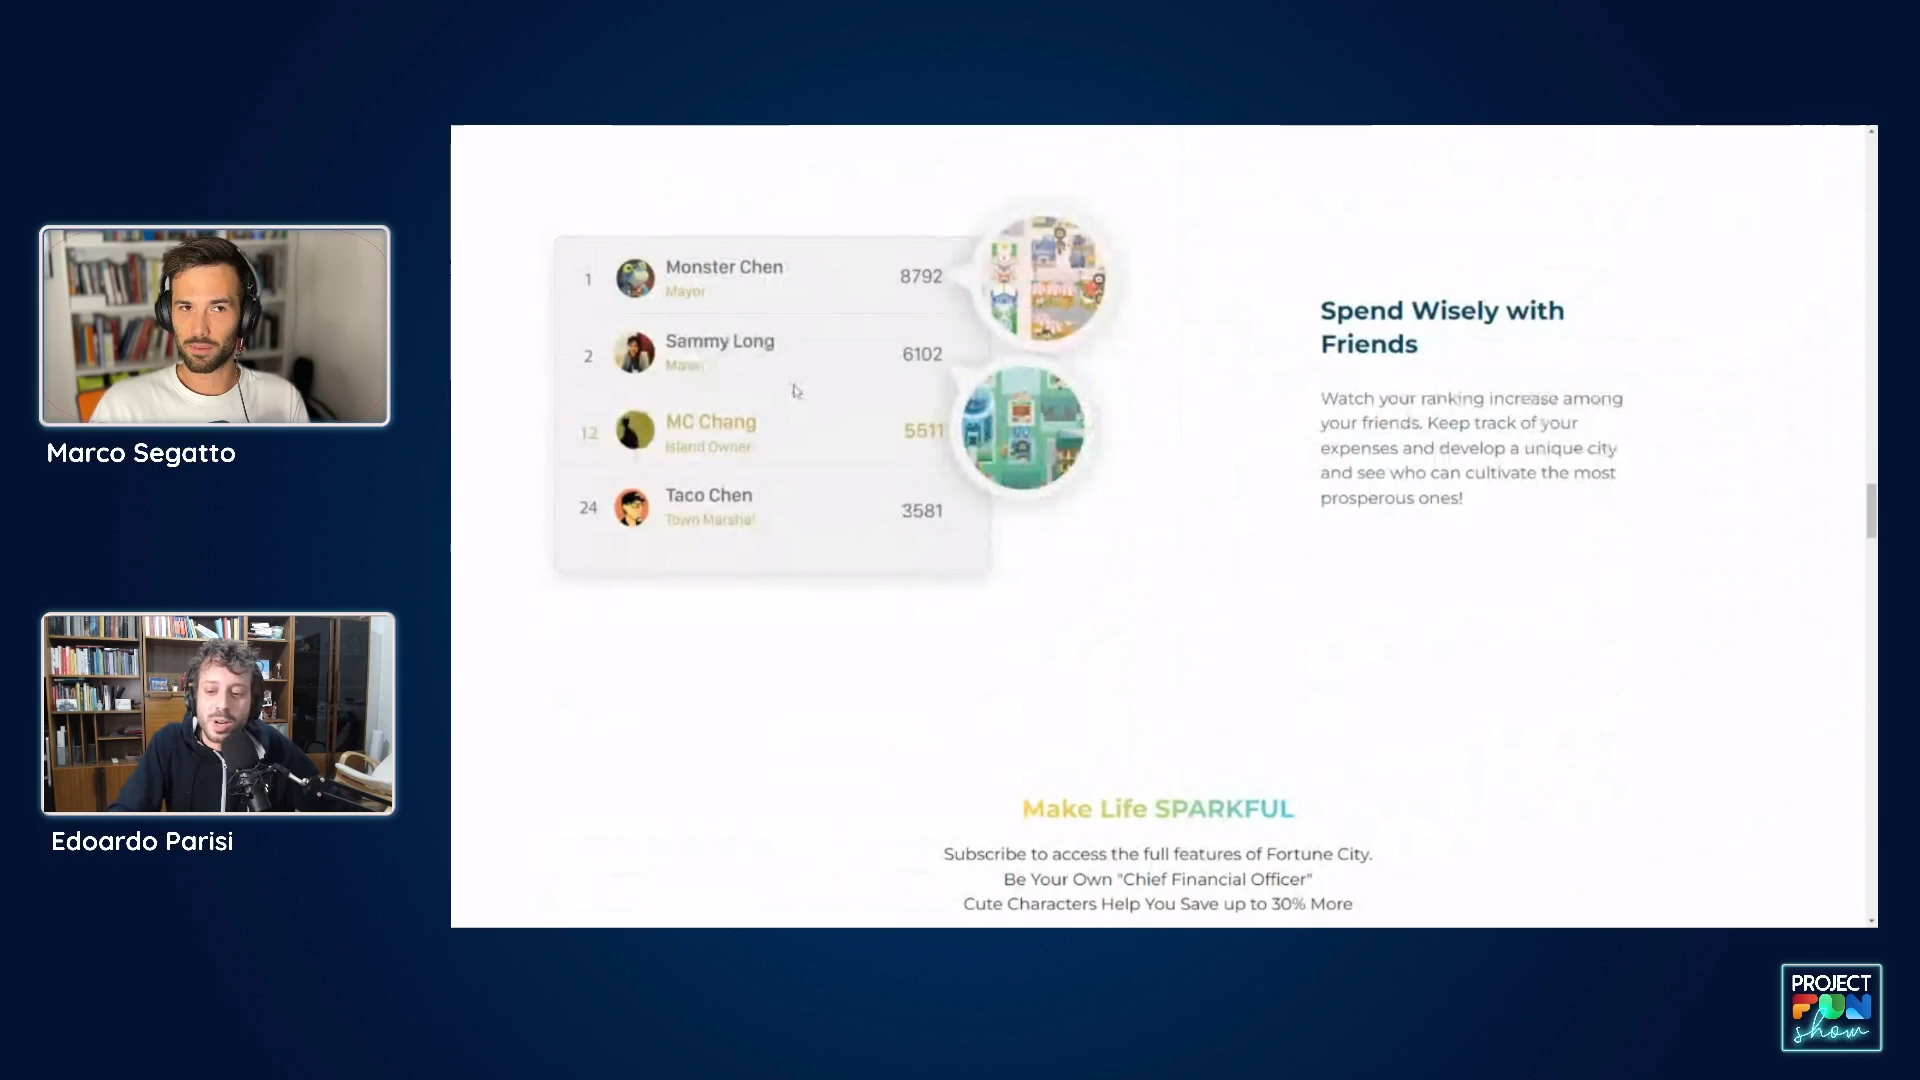 Marco Segatto
Edoardo Parisi
1
Monster Chen
Mayor
8792
2
Sammy Long
6102
12
MC Chang
Island Owner
5511
24
Taco Chen
Town Marshal
3581
Spend Wisely with
Friends
Watch your ranking increase among
your friends. Keep track of your
expenses and develop a unique city
and see who can cultivate the most
prosperous ones!
Make Life SPARKFUL
Subscribe to access the full features of Fortune City.
Be Your Own "Chief Financial Officer"
Cute Characters Help You Save up to 30% More
PROJECT
FUN
show